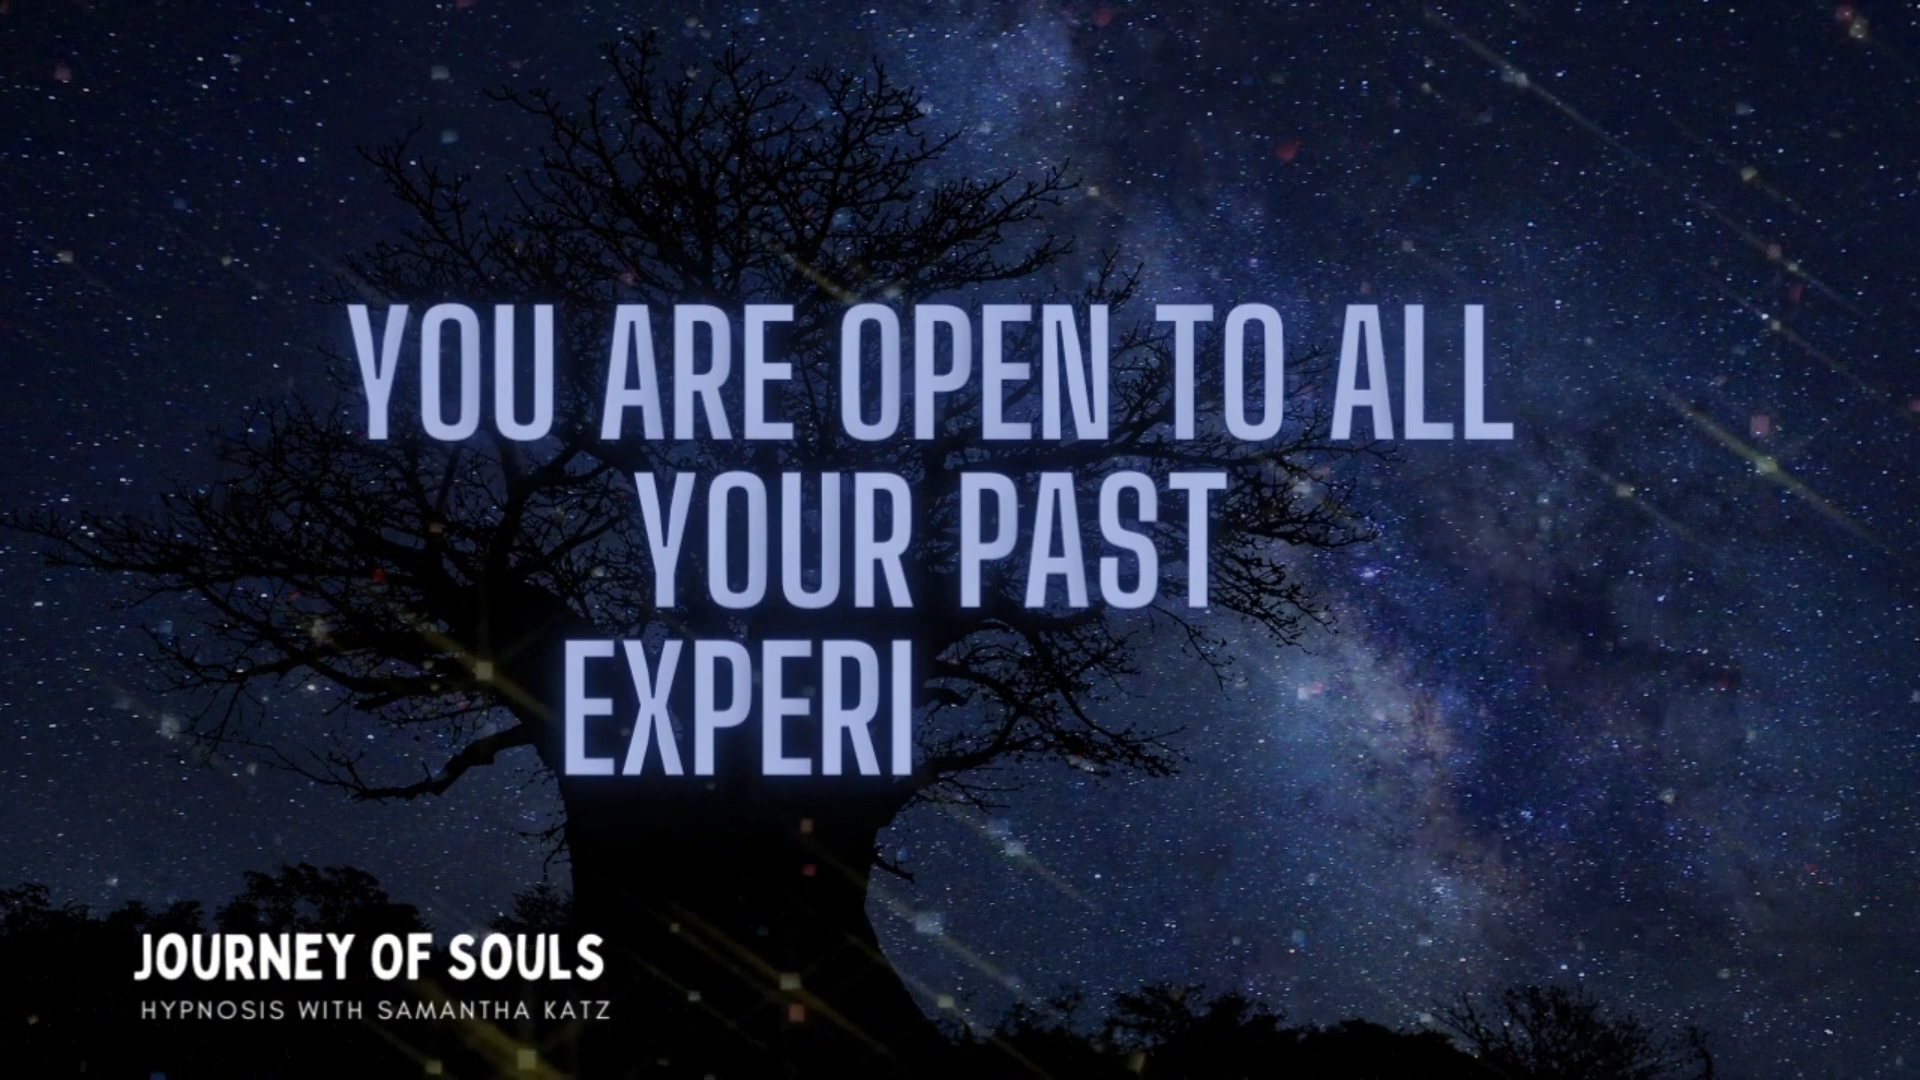 YOU ARE OPEN TO ALL
YOUR PAST
EXPERI
JOURNEY OF SOULS
HYPNOSIS WITH SAMANTHA KATZ